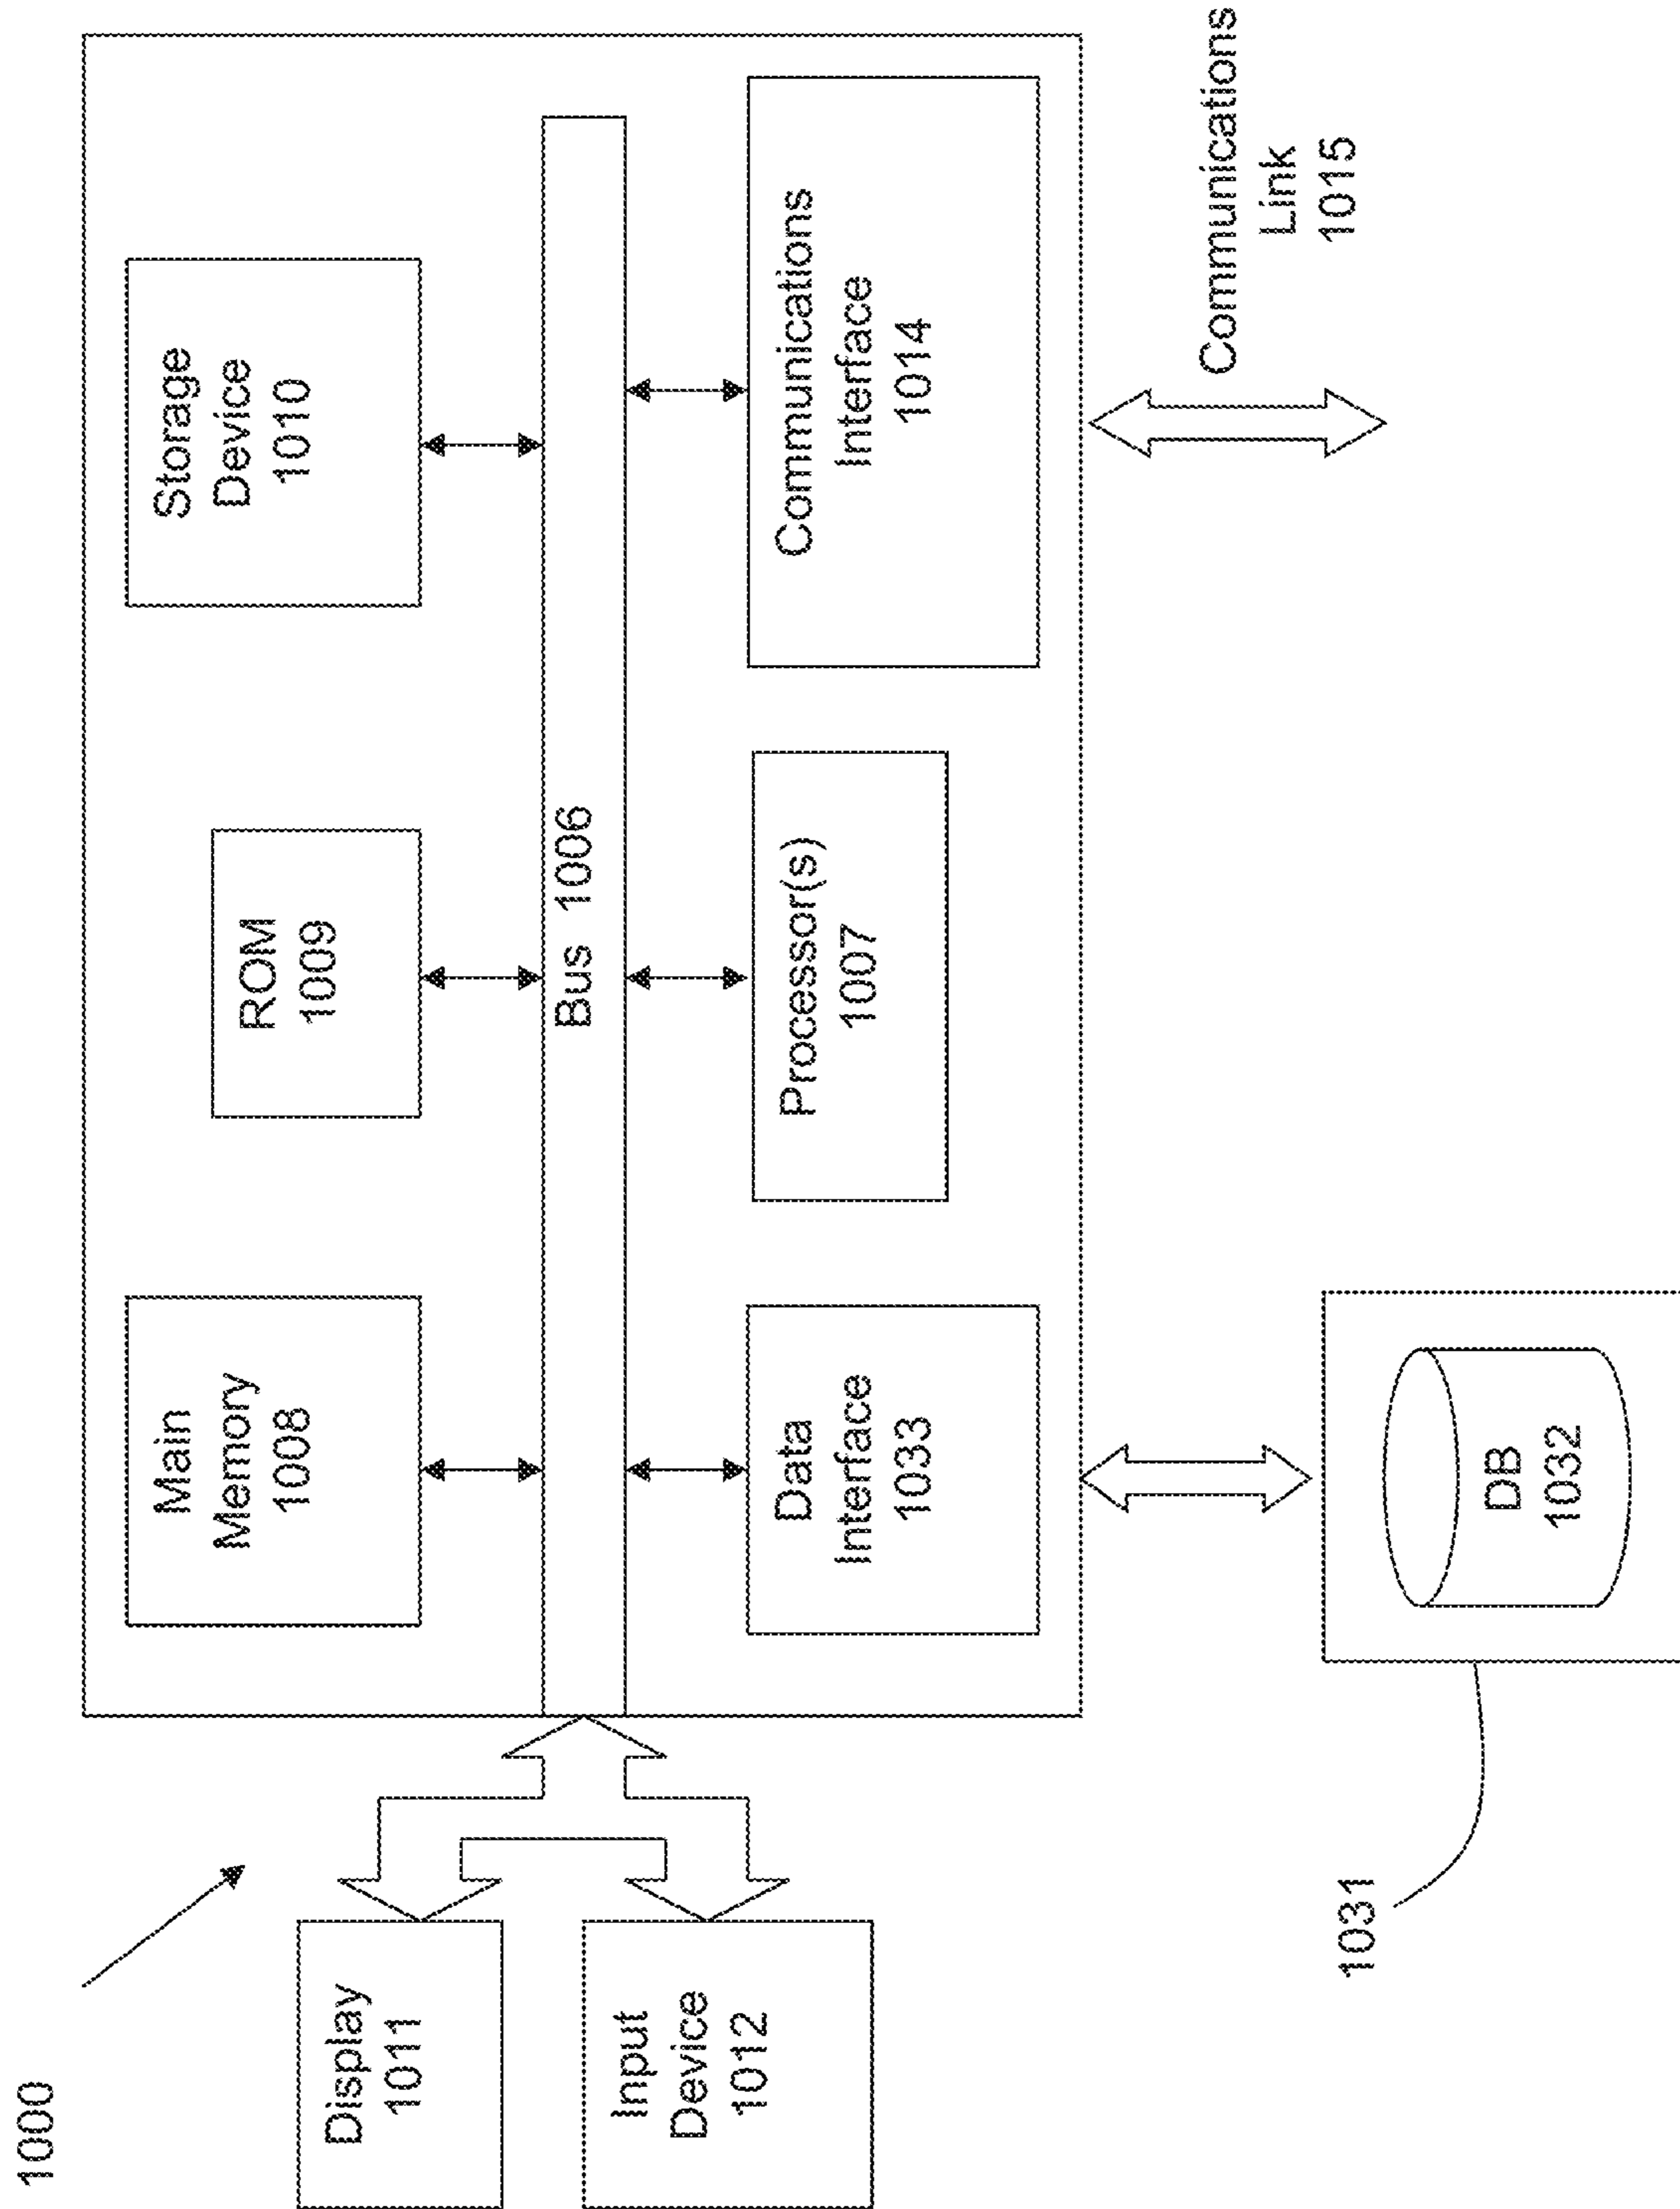 1000
Display
1011
Input
Device
1012
Main
Memory
1008
ROM
1009
Storage
Device
1010
Bus 1006
Data
Interface
1033
Processor(s)
1007
Communications
Interface
1014
1031
DB
1032
Communications
Link
1015